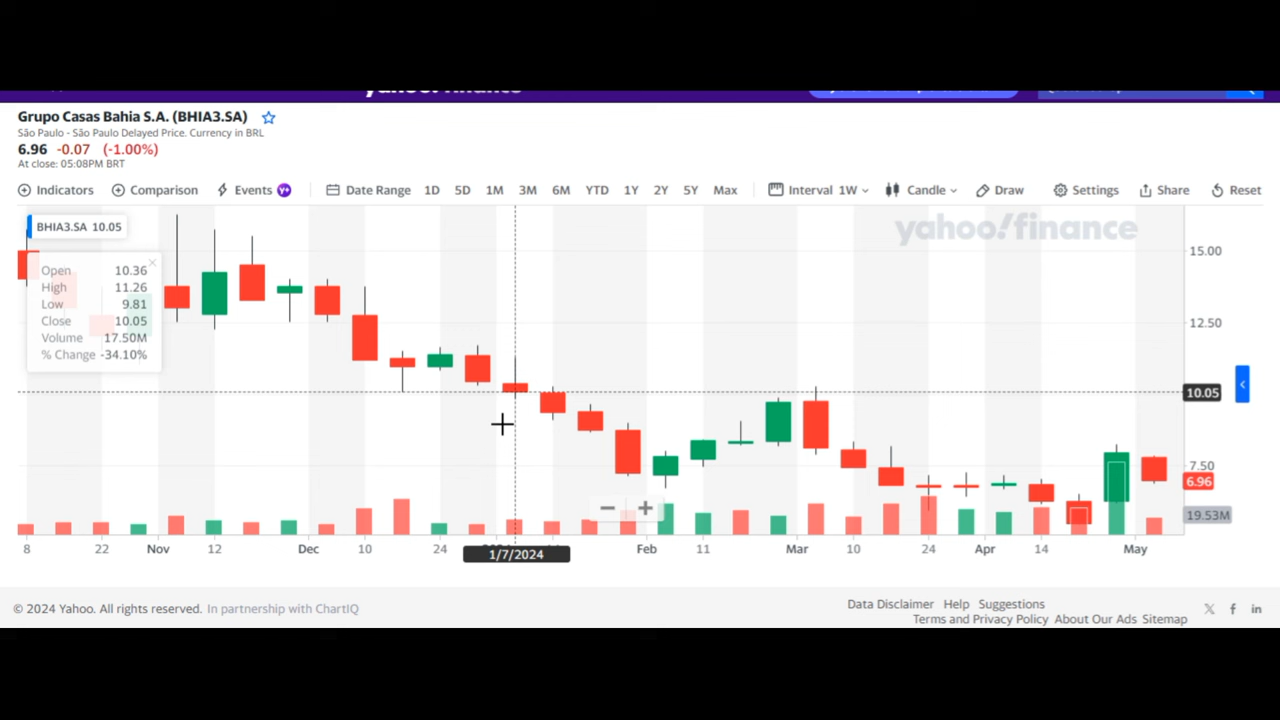 Grupo Casas Bahia S.A. (BHIA3.SA)
São Paulo - São Paulo Delayed Price. Currency in BRL
6.96 -0.07 (-1.00%)
At close: 05:08PM BRT
Indicators Comparison Events Y+ Date Range 1D 5D 1M 3M 6M YTD 1Y 2Y 5Y Max Interval 1W Candle Draw Settings Share Reset
BHIA3.SA 10.05
yahoo!finance
Open 10.36
High 11.26
Low 9.81
Close 10.05
Volume 17.50M
% Change -34.10%
15.00
12.50
10.05
7.50
6.96
19.53M
8 22 Nov 12 Dec 10 24 1/7/2024 Feb 11 Mar 10 24 Apr 14 May
© 2024 Yahoo. All rights reserved. In partnership with ChartIQ
Data Disclaimer Help Suggestions
Terms and Privacy Policy About Our Ads Sitemap